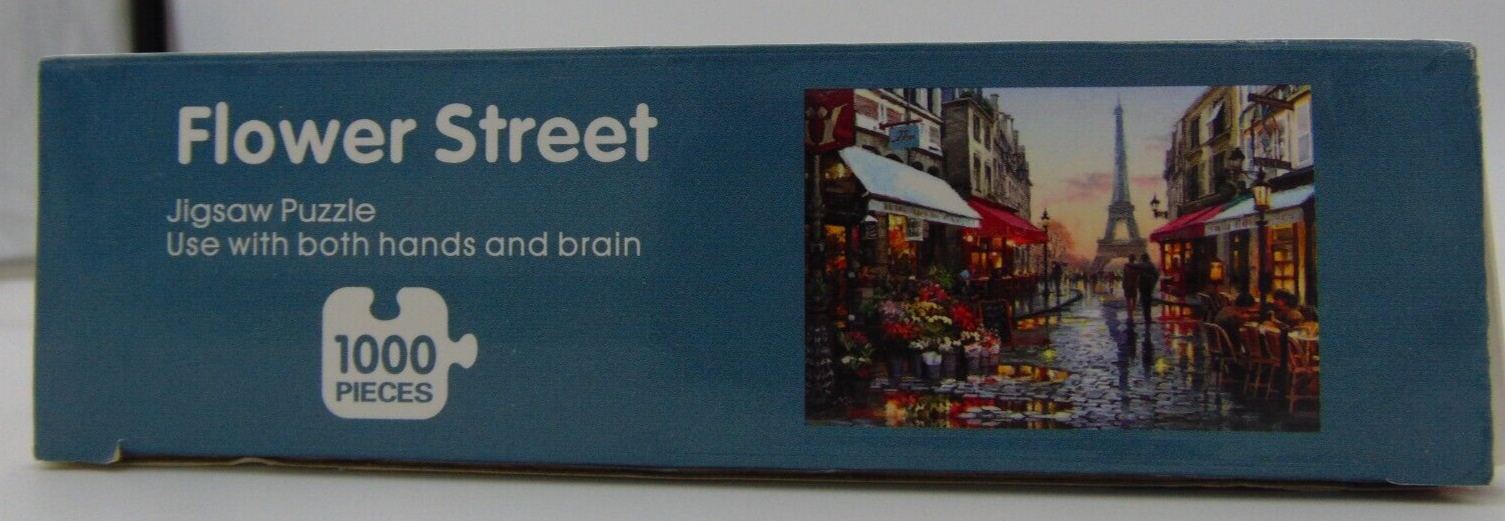 Flower Street
Jigsaw Puzzle
Use with both hands and brain
1000
PIECES